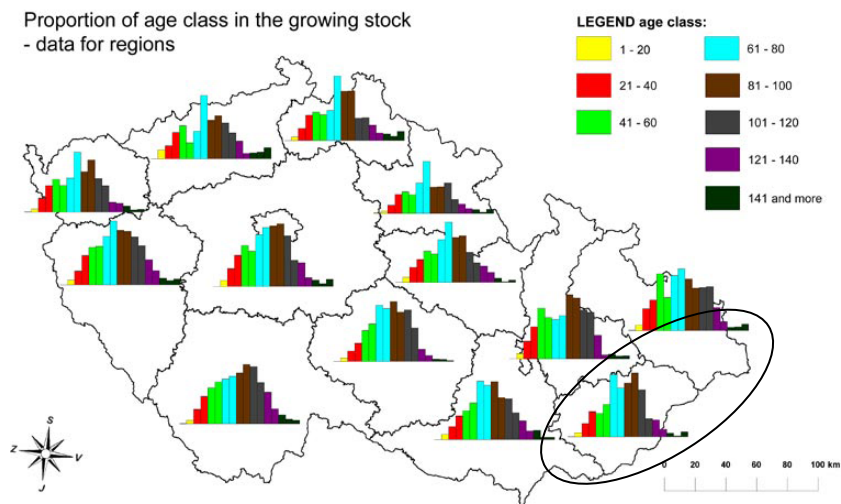 Proportion of age class in the growing stock
- data for regions
LEGEND age class:
1 - 20
61 - 80
21 - 40
81 - 100
41 - 60
101 - 120
121 - 140
141 and more
S
Z
V
J
0 20 40 60 80 100 km